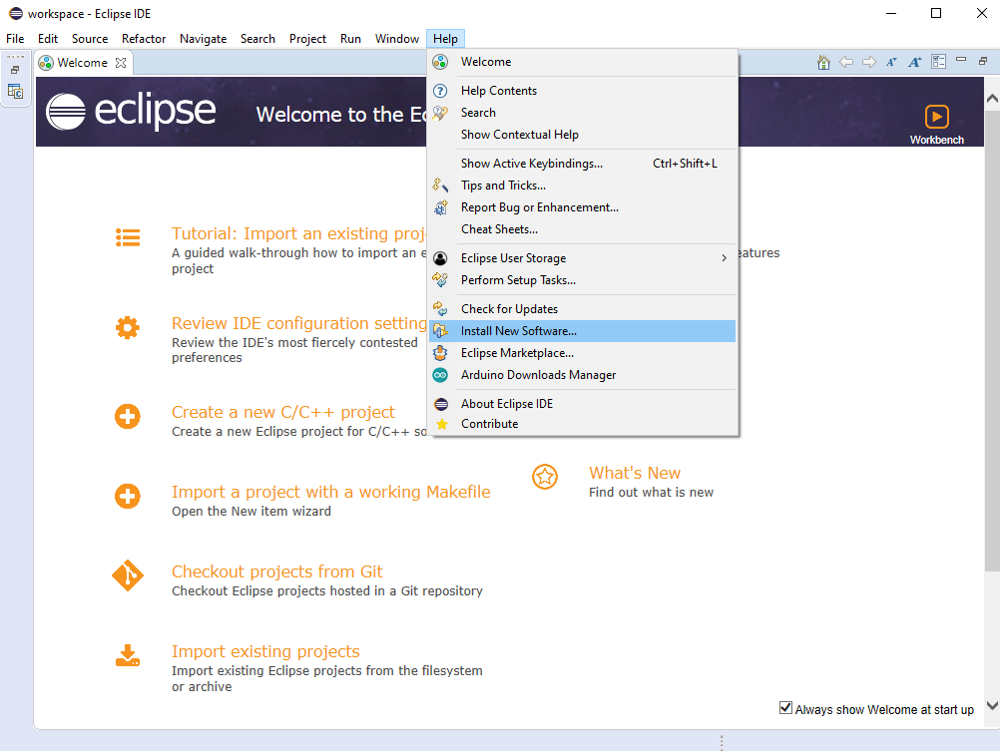 workspace - Eclipse IDE
File Edit Source Refactor Navigate Search Project Run Window Help
Welcome
eclipse Welcome to the Ec
Workbench
Welcome
Help Contents
Search
Show Contextual Help
Show Active Keybindings... Ctrl+Shift+L
Tips and Tricks...
Report Bug or Enhancement...
Cheat Sheets...
Eclipse User Storage
Perform Setup Tasks...
Check for Updates
Install New Software...
Eclipse Marketplace...
Arduino Downloads Manager
About Eclipse IDE
Contribute
Tutorial: Import an existing proj
A guided walk-through how to import an e
project
eatures
Review IDE configuration setting
Review the IDE's most fiercely contested
preferences
Create a new C/C++ project
Create a new Eclipse project for C/C++ so
Import a project with a working Makefile
Open the New item wizard
Checkout projects from Git
Checkout Eclipse projects hosted in a Git repository
Import existing projects
Import existing Eclipse projects from the filesystem
or archive
What's New
Find out what is new
Always show Welcome at start up